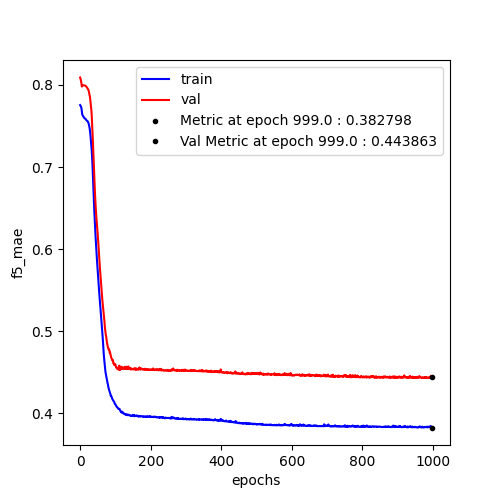 train
val
Metric at epoch 999.0 : 0.382798
Val Metric at epoch 999.0 : 0.443863
0.8
0.7
0.6
0.5
0.4
f5_mae
0 200 400 600 800 1000
epochs